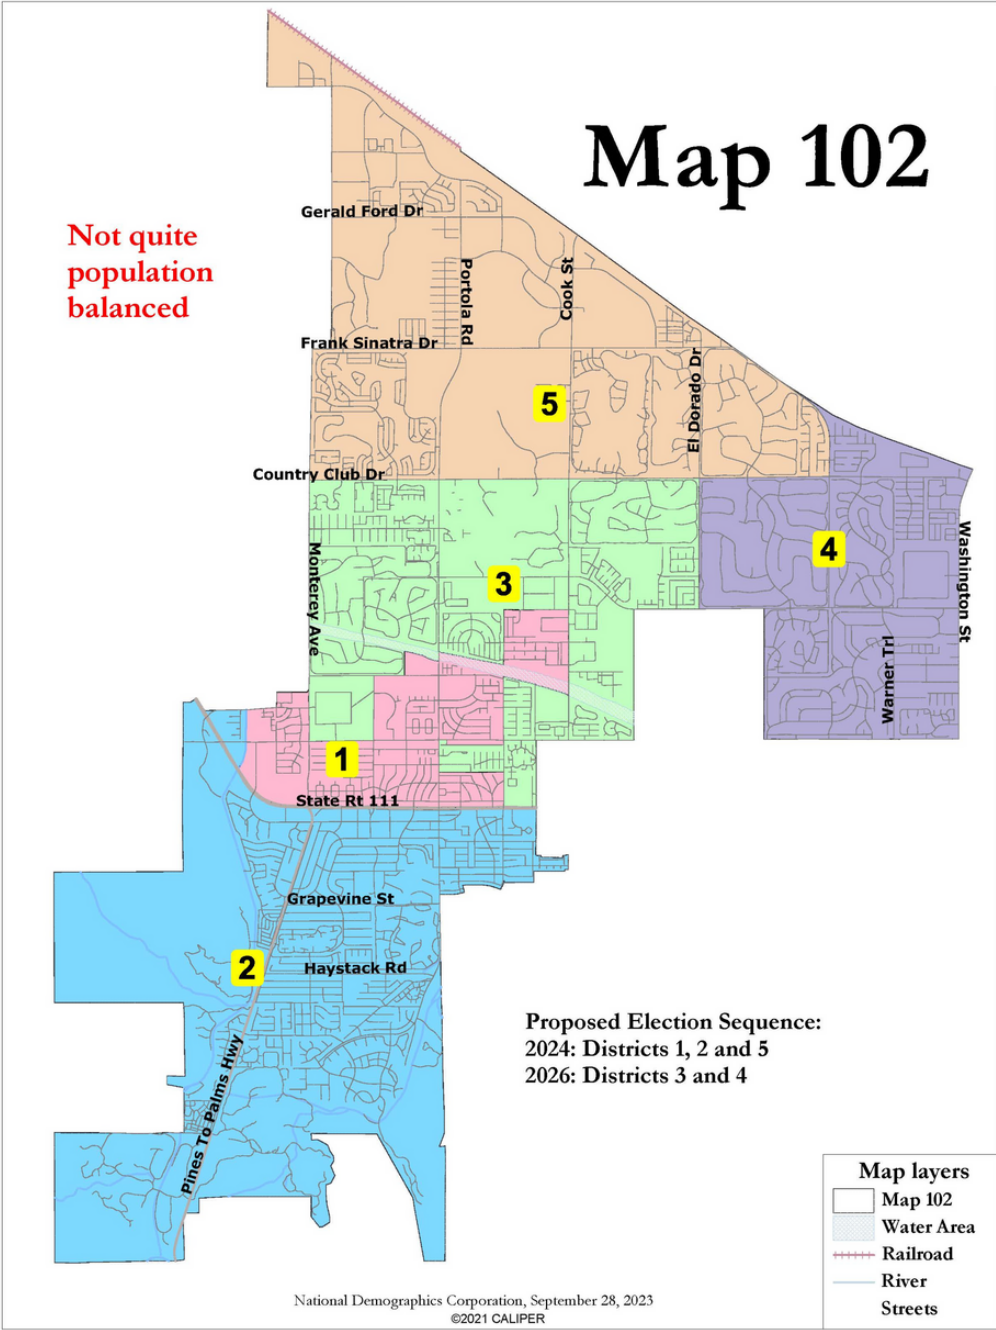 Map 102
Not quite
population
balanced
Gerald Ford Dr
Portola Rd
Cook St
Frank Sinatra Dr
El Dorado Dr
5
Country Club Dr
Monterey Ave
3
4
Washington St
Warner Trl
1
State Rt 111
Grapevine St
2
Haystack Rd
Pines To Palms Hwy
Proposed Election Sequence:
2024: Districts 1, 2 and 5
2026: Districts 3 and 4
Map layers
Map 102
Water Area
Railroad
River
Streets
National Demographics Corporation, September 28, 2023
©2021 CALIPER